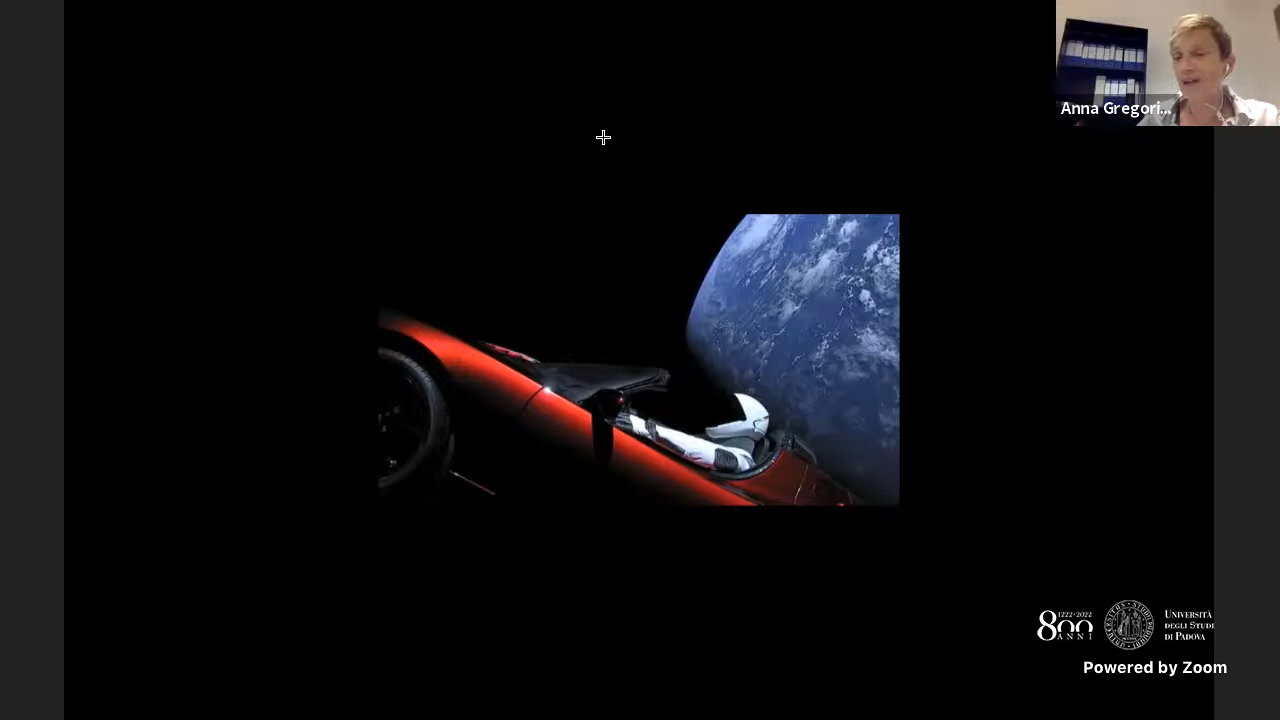 Anna Gregori...
1222•2022
800
ANNI
UNIVERSITÀ
DEGLI STUDI
DI PADOVA
Powered by Zoom